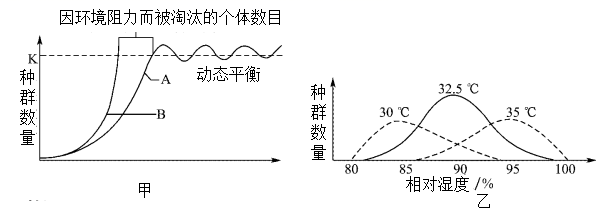 因环境阻力而被淘汰的个体数目
K
种群数量
A
B
动态平衡
甲
32.5 ℃
30 ℃
35 ℃
种群数量
80 85 90 95 100
相对湿度 /%
乙